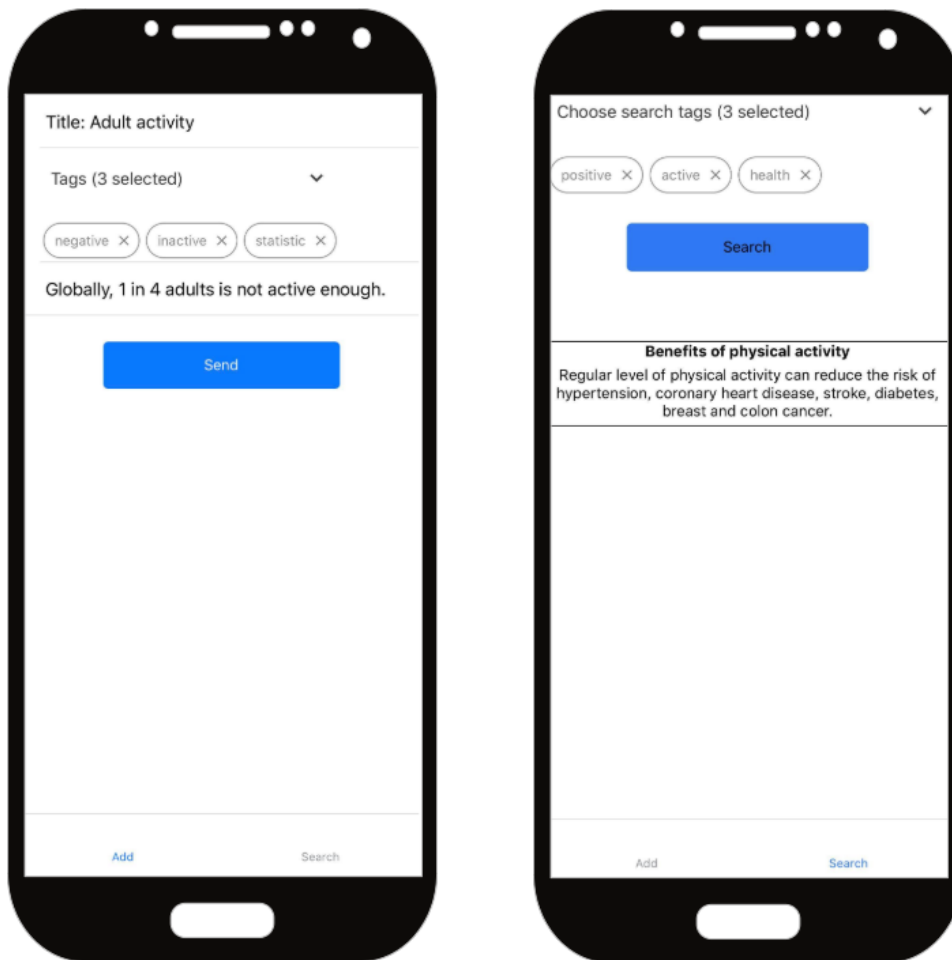 Title: Adult activity
Tags (3 selected)
negative × inactive × statistic ×
Globally, 1 in 4 adults is not active enough.
Send
Add Search
Choose search tags (3 selected)
positive × active × health ×
Search
Benefits of physical activity
Regular level of physical activity can reduce the risk of
hypertension, coronary heart disease, stroke, diabetes,
breast and colon cancer.
Add Search